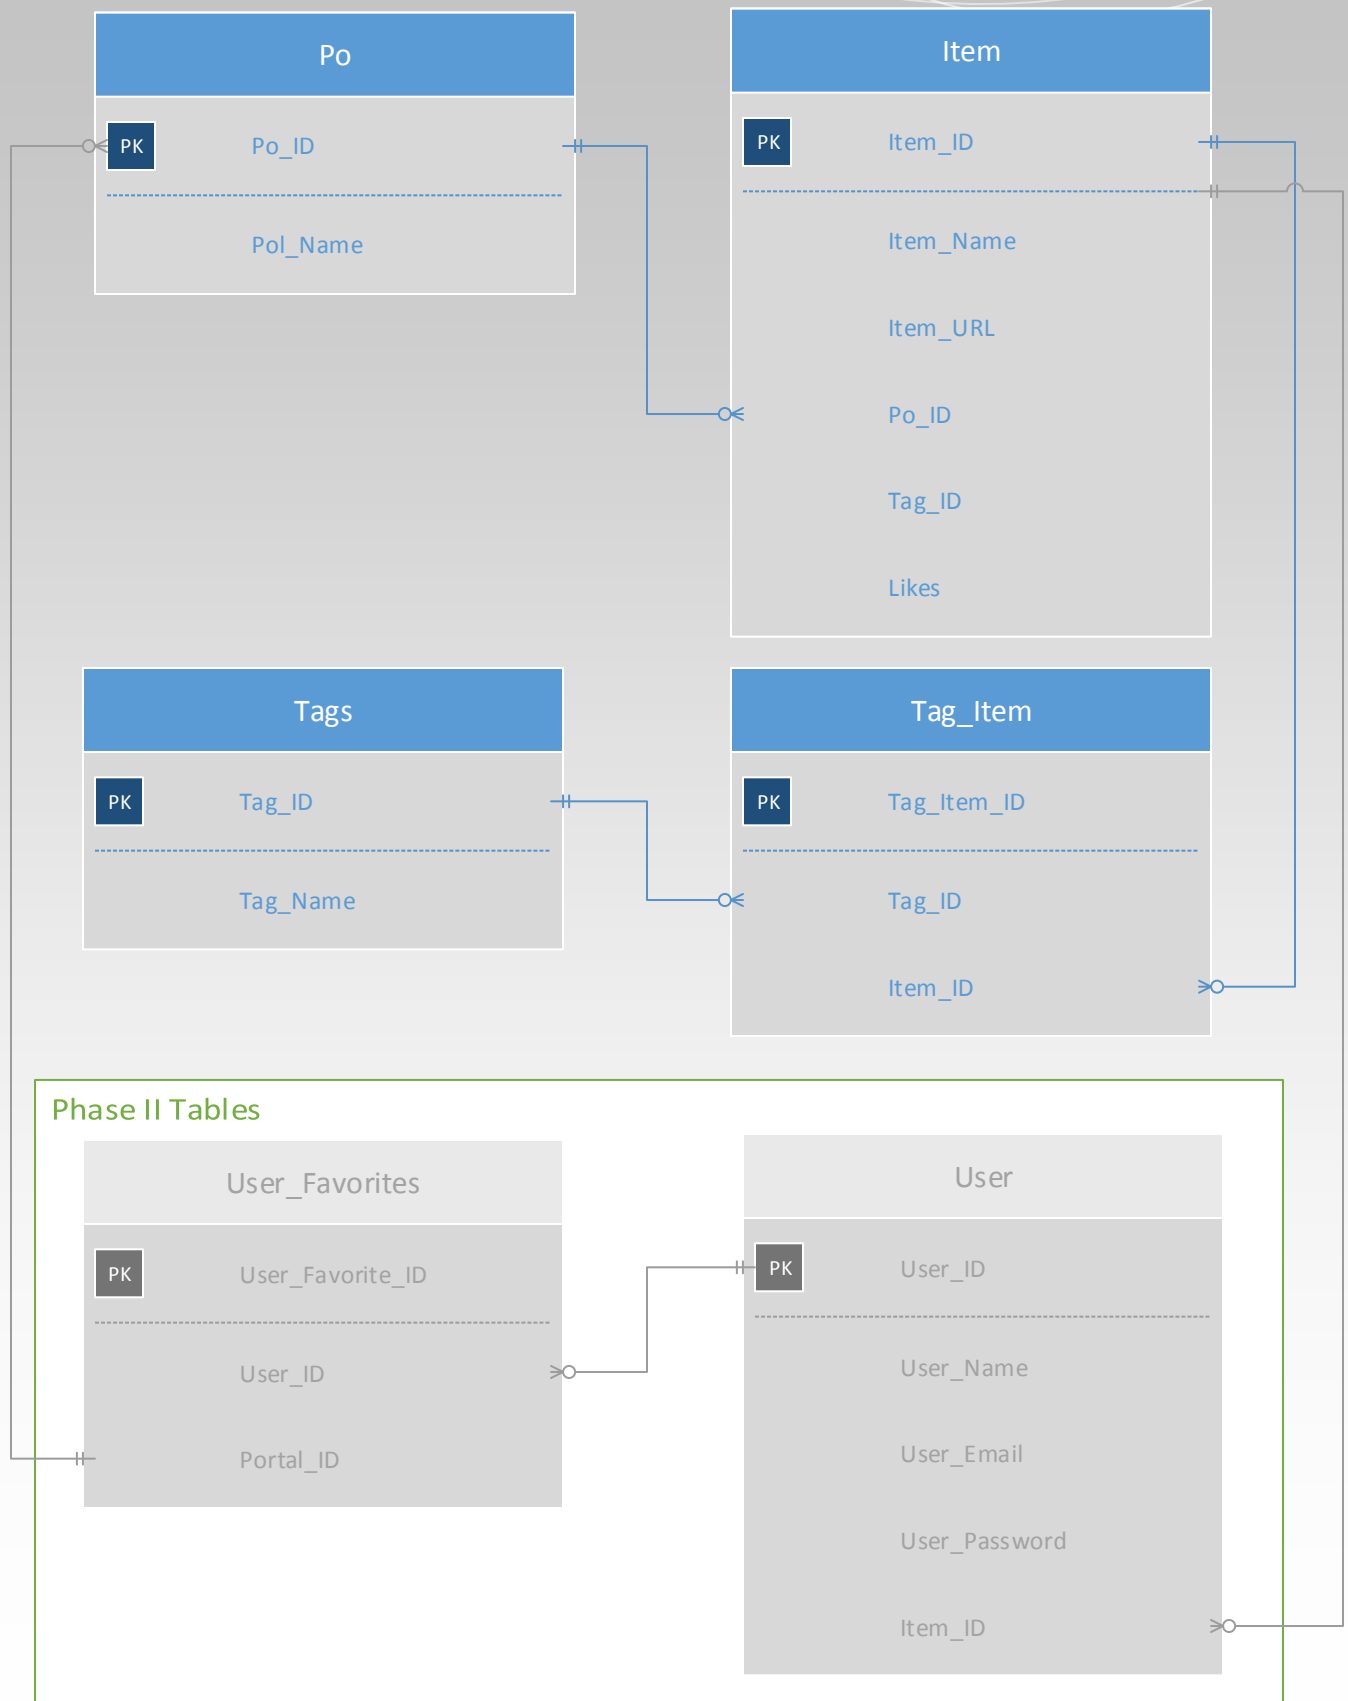 Po
PK Po_ID
Pol_Name
Item
PK Item_ID
Item_Name
Item_URL
Po_ID
Tag_ID
Likes
Tags
PK Tag_ID
Tag_Name
Tag_Item
PK Tag_Item_ID
Tag_ID
Item_ID
Phase II Tables
User_Favorites
PK User_Favorite_ID
User_ID
Portal_ID
User
PK User_ID
User_Name
User_Email
User_Password
Item_ID